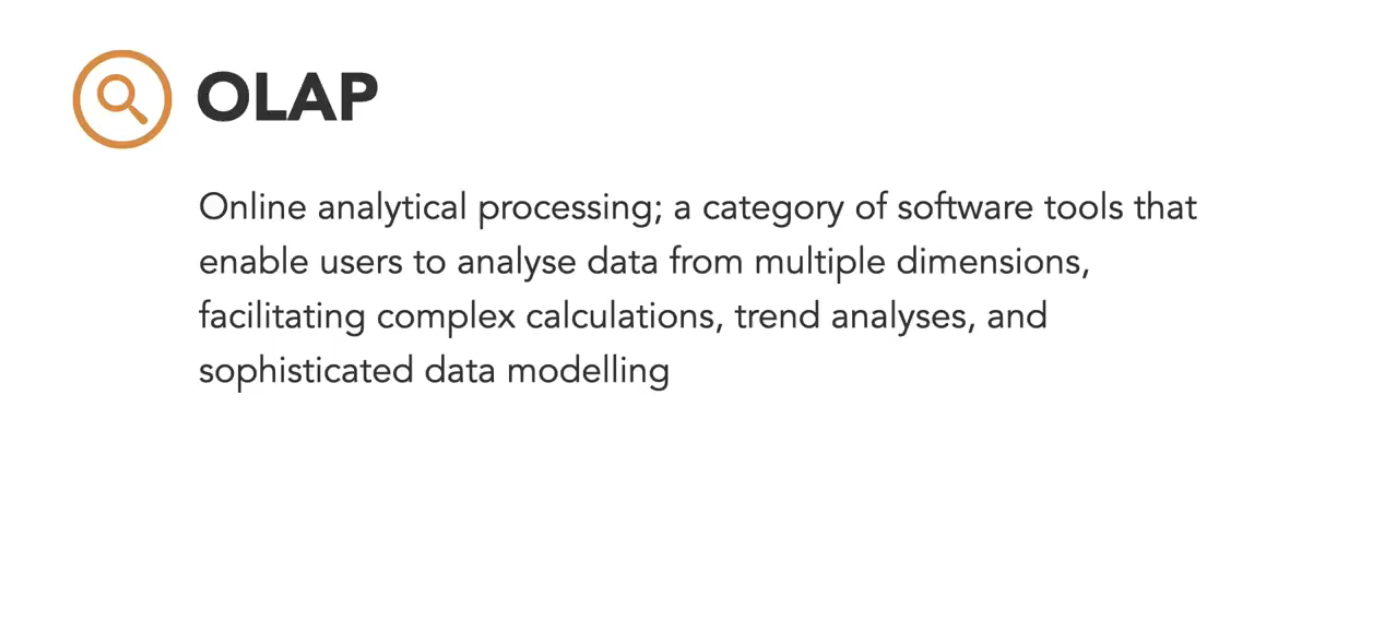 OLAP
Online analytical processing; a category of software tools that
enable users to analyse data from multiple dimensions,
facilitating complex calculations, trend analyses, and
sophisticated data modelling